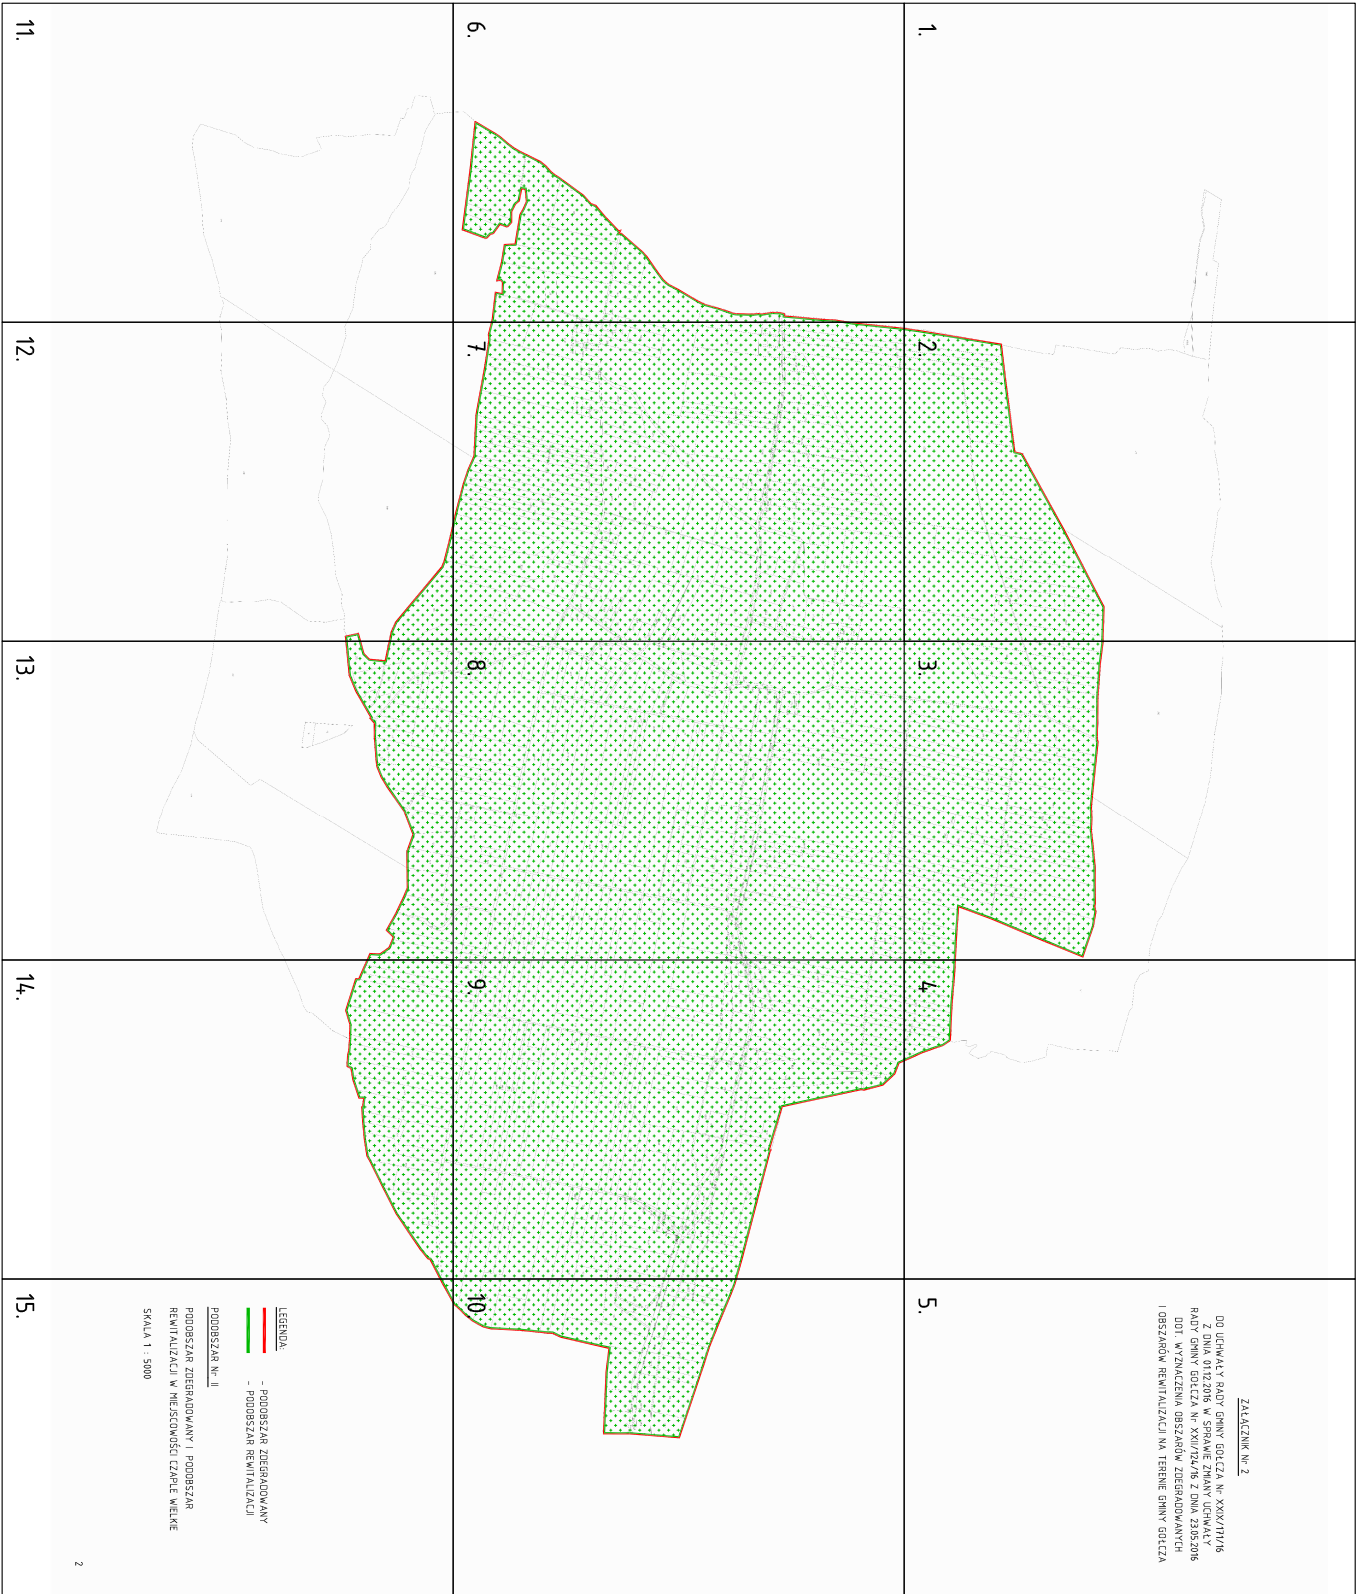 ZAŁĄCZNIK Nr 2
DO UCHWAŁY RADY GMINY GOŁCZA Nr XXIX/171/16
Z DNIA 01.12.2016 W SPRAWIE ZMIANY UCHWAŁY
RADY GMINY GOŁCZA Nr XXII/124/16 Z DNIA 23.05.2016
DOT. WYZNACZENIA OBSZARÓW ZDEGRADOWANYCH
I OBSZARÓW REWITALIZACJI NA TERENIE GMINY GOŁCZA
1.
2.
3.
4.
5.
6.
7.
8.
9.
10.
11.
12.
13.
14.
15.
LEGENDA:
- PODOBSZAR ZDEGRADOWANY
- PODOBSZAR REWITALIZACJI
PODOBSZAR Nr II
PODOBSZAR ZDEGRADOWANY I PODOBSZAR
REWITALIZACJI W MIEJSCOWOŚCI CZAPLE WIELKIE
SKALA 1 : 5000
2